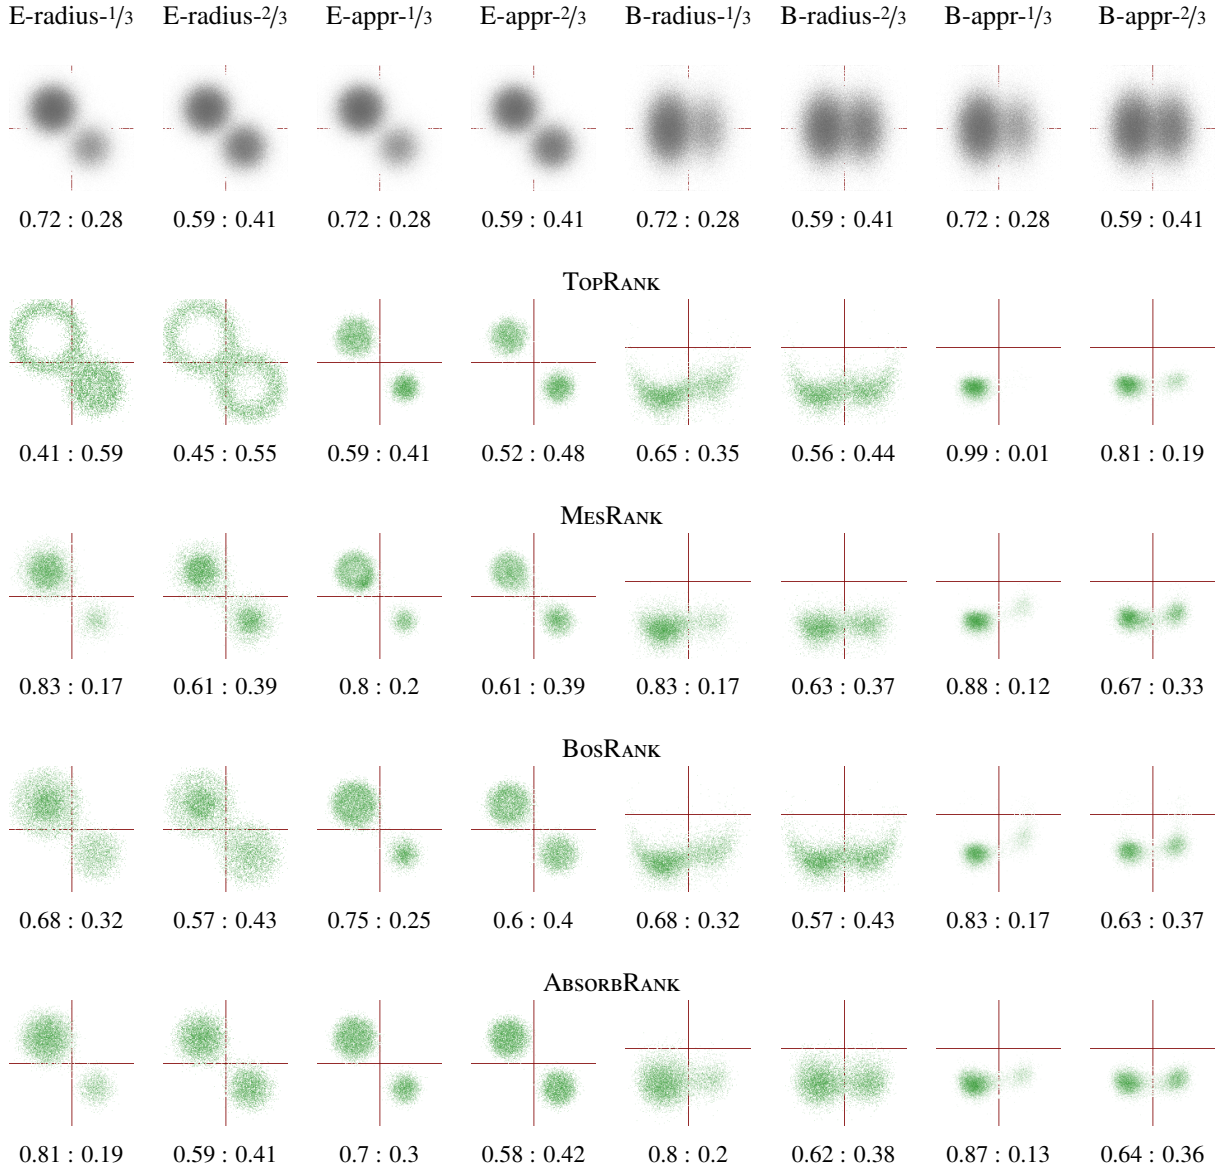 E-radius-1/3 E-radius-2/3 E-appr-1/3 E-appr-2/3 B-radius-1/3 B-radius-2/3 B-appr-1/3 B-appr-2/3
0.72 : 0.28 0.59 : 0.41 0.72 : 0.28 0.59 : 0.41 0.72 : 0.28 0.59 : 0.41 0.72 : 0.28 0.59 : 0.41
TopRank
0.41 : 0.59 0.45 : 0.55 0.59 : 0.41 0.52 : 0.48 0.65 : 0.35 0.56 : 0.44 0.99 : 0.01 0.81 : 0.19
MesRank
0.83 : 0.17 0.61 : 0.39 0.8 : 0.2 0.61 : 0.39 0.83 : 0.17 0.63 : 0.37 0.88 : 0.12 0.67 : 0.33
BosRank
0.68 : 0.32 0.57 : 0.43 0.75 : 0.25 0.6 : 0.4 0.68 : 0.32 0.57 : 0.43 0.83 : 0.17 0.63 : 0.37
AbsorbRank
0.81 : 0.19 0.59 : 0.41 0.7 : 0.3 0.58 : 0.42 0.8 : 0.2 0.62 : 0.38 0.87 : 0.13 0.64 : 0.36